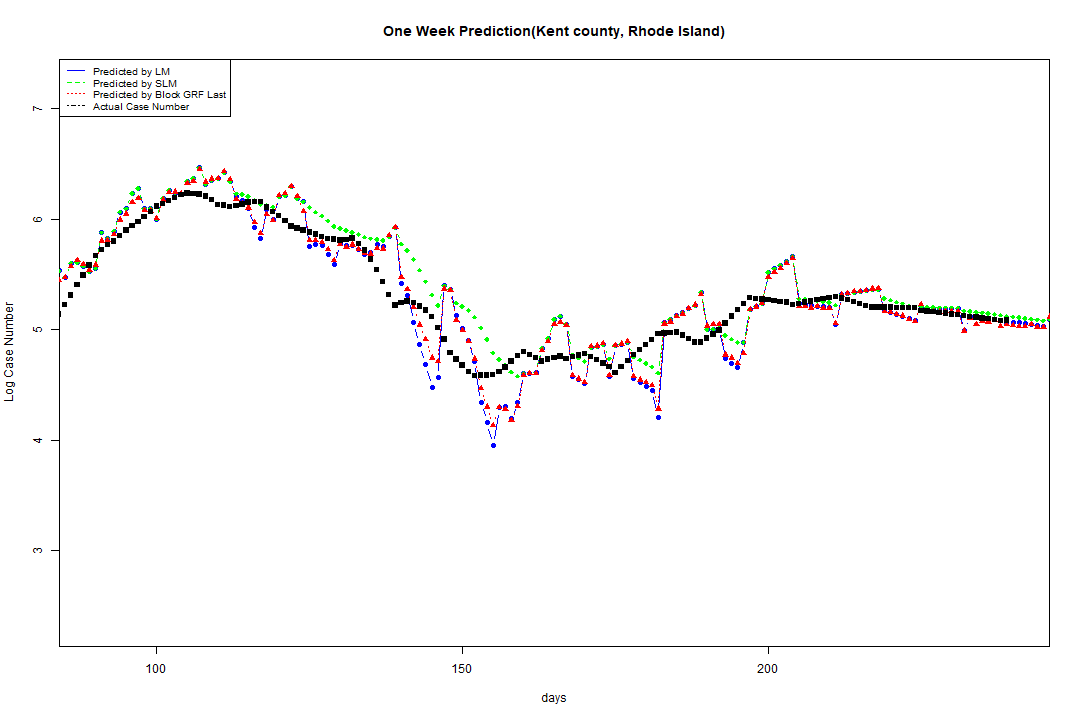 One Week Prediction(Kent county, Rhode Island)
Predicted by LM
Predicted by SLM
Predicted by Block GRF Last
Actual Case Number
7
6
5
4
3
Log Case Number
100 150 200
days